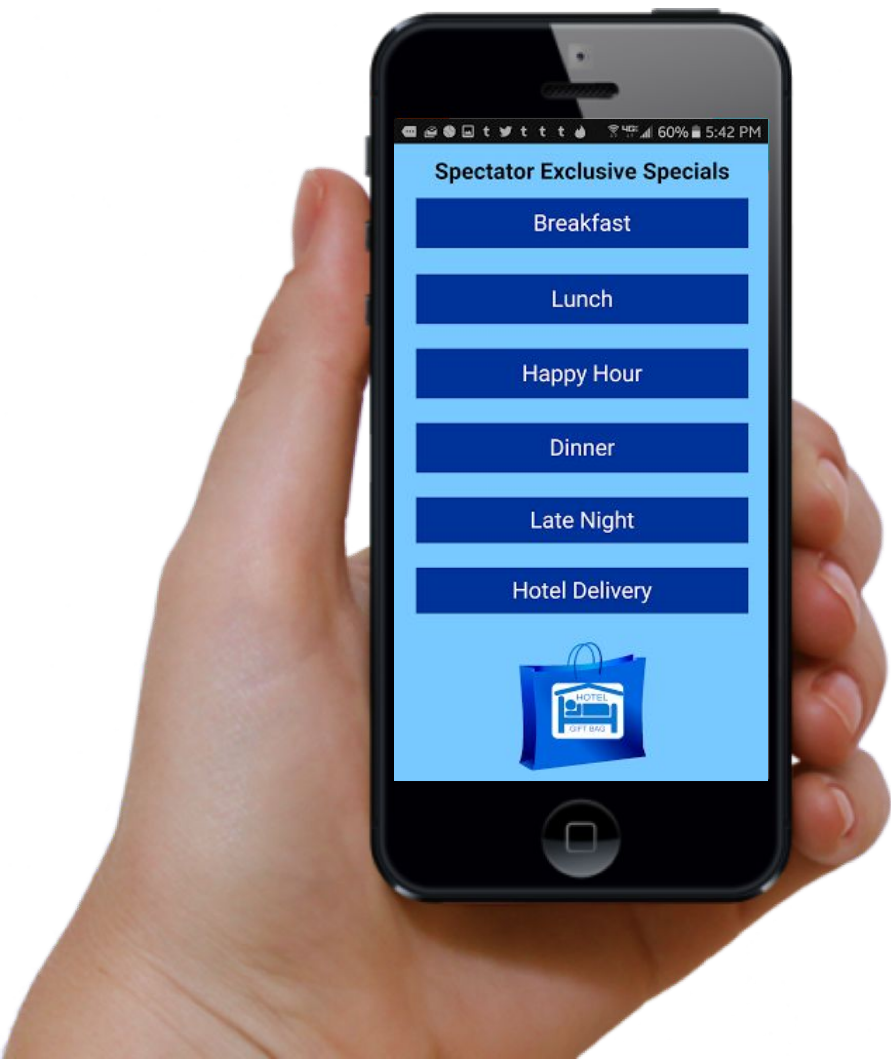 t t t t 4G 60% 5:42 PM
Spectator Exclusive Specials
Breakfast
Lunch
Happy Hour
Dinner
Late Night
Hotel Delivery
HOTEL
GIFT BAG